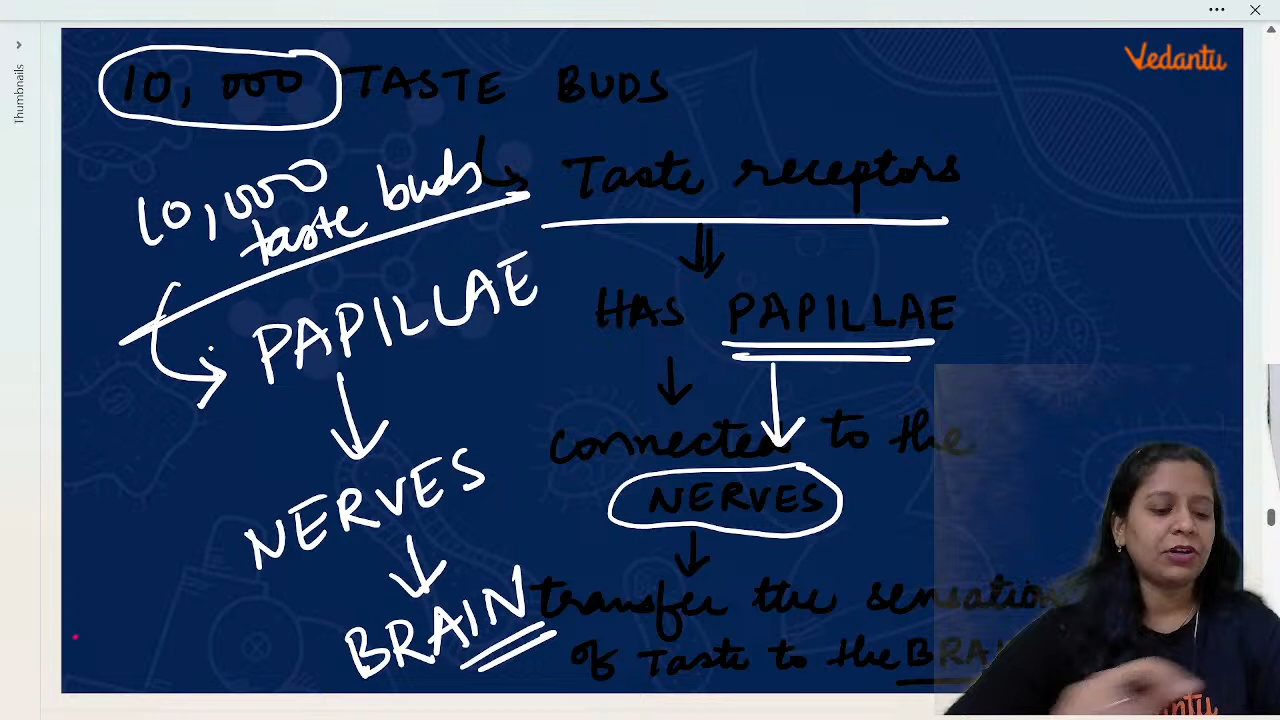 Thumbnails
Vedantu
10,000 TASTE BUDS
Taste receptors
HAS PAPILLAE
connected to the
NERVES
transfer the sensation
of Taste to the
10,000
taste buds
PAPILLAE
NERVES
BRAIN